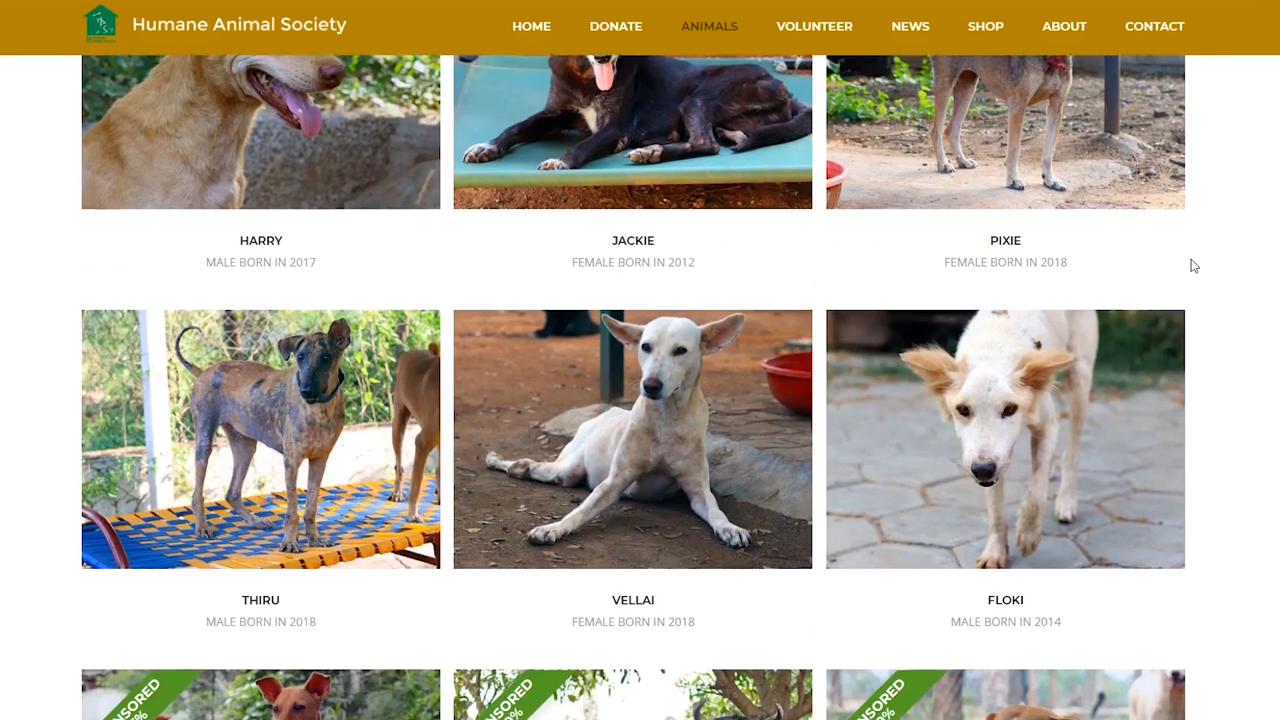 Humane Animal Society
HOME DONATE ANIMALS VOLUNTEER NEWS SHOP ABOUT CONTACT
HARRY JACKIE PIXIE
MALE BORN IN 2017 FEMALE BORN IN 2012 FEMALE BORN IN 2018
THIRU VELLAI FLOKI
MALE BORN IN 2018 FEMALE BORN IN 2018 MALE BORN IN 2014